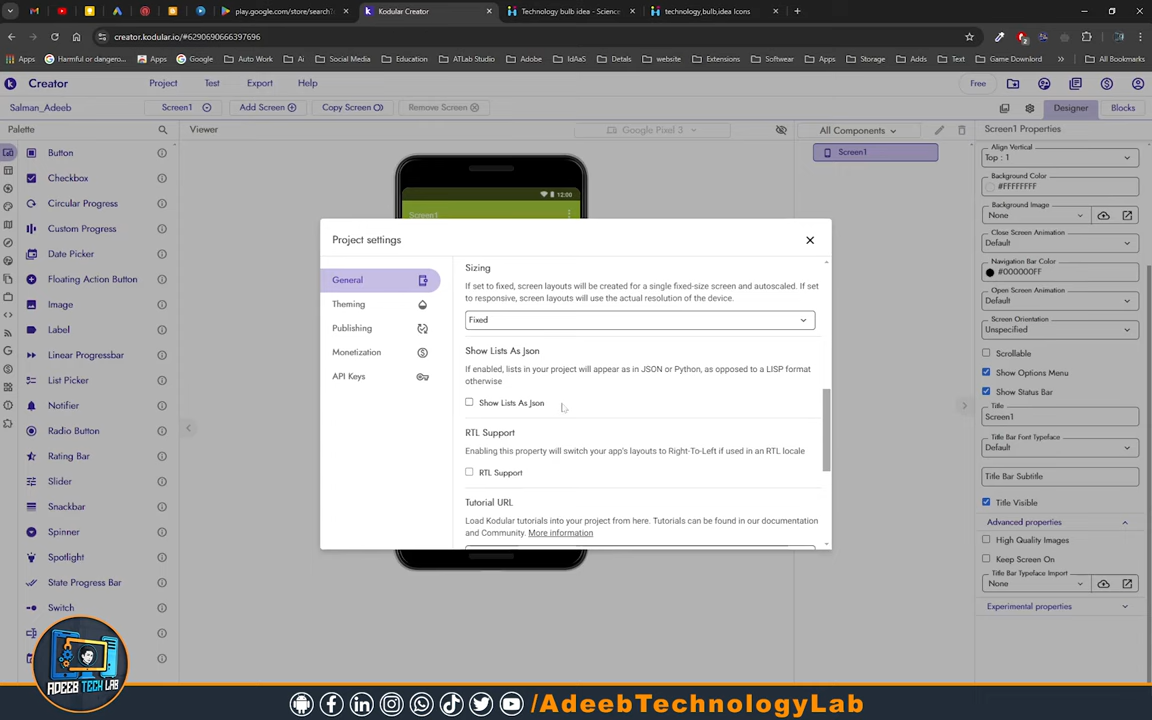 play.google.com/store/search?
Kodular Creator
Technology bulb idea - Science
technology,bulb,idea Icons
creator.kodular.io/#6290690666397696
Apps
Harmful or dangero...
Apps
Google
Auto Work
Ai
Social Media
Education
ATLab Studio
Adobe
IdAaS
Detals
website
Extensions
Softwear
Apps
Storage
Adds
Text
Game Downlord
All Bookmarks
Creator
Project
Test
Export
Help
Free
Salman_Adeeb
Screen1
Add Screen
Copy Screen
Remove Screen
Designer
Blocks
Palette
Viewer
Google Pixel 3
All Components
Screen1 Properties
Button
Checkbox
Circular Progress
Custom Progress
Date Picker
Floating Action Button
Image
Label
Linear Progressbar
List Picker
Notifier
Radio Button
Rating Bar
Slider
Snackbar
Spinner
Spotlight
State Progress Bar
Switch
12:00
Screen1
Screen1
Project settings
General
Theming
Publishing
Monetization
API Keys
Sizing
If set to fixed, screen layouts will be created for a single fixed-size screen and autoscaled. If set
to responsive, screen layouts will use the actual resolution of the device.
Fixed
Show Lists As Json
If enabled, lists in your project will appear as in JSON or Python, as opposed to a LISP format
otherwise
Show Lists As Json
RTL Support
Enabling this property will switch your app's layouts to Right-To-Left if used in an RTL locale
RTL Support
Tutorial URL
Load Kodular tutorials into your project from here. Tutorials can be found in our documentation
and Community. More information
Align Vertical
Top : 1
Background Color
#FFFFFFFF
Background Image
None
Close Screen Animation
Default
Navigation Bar Color
#000000FF
Open Screen Animation
Default
Screen Orientation
Unspecified
Scrollable
Show Options Menu
Show Status Bar
Title
Screen1
Title Bar Font Typeface
Default
Title Bar Subtitle
Title Visible
Advanced properties
High Quality Images
Keep Screen On
Title Bar Typeface Import
None
Experimental properties
ADEEB TECH LAB
/AdeebTechnologyLab